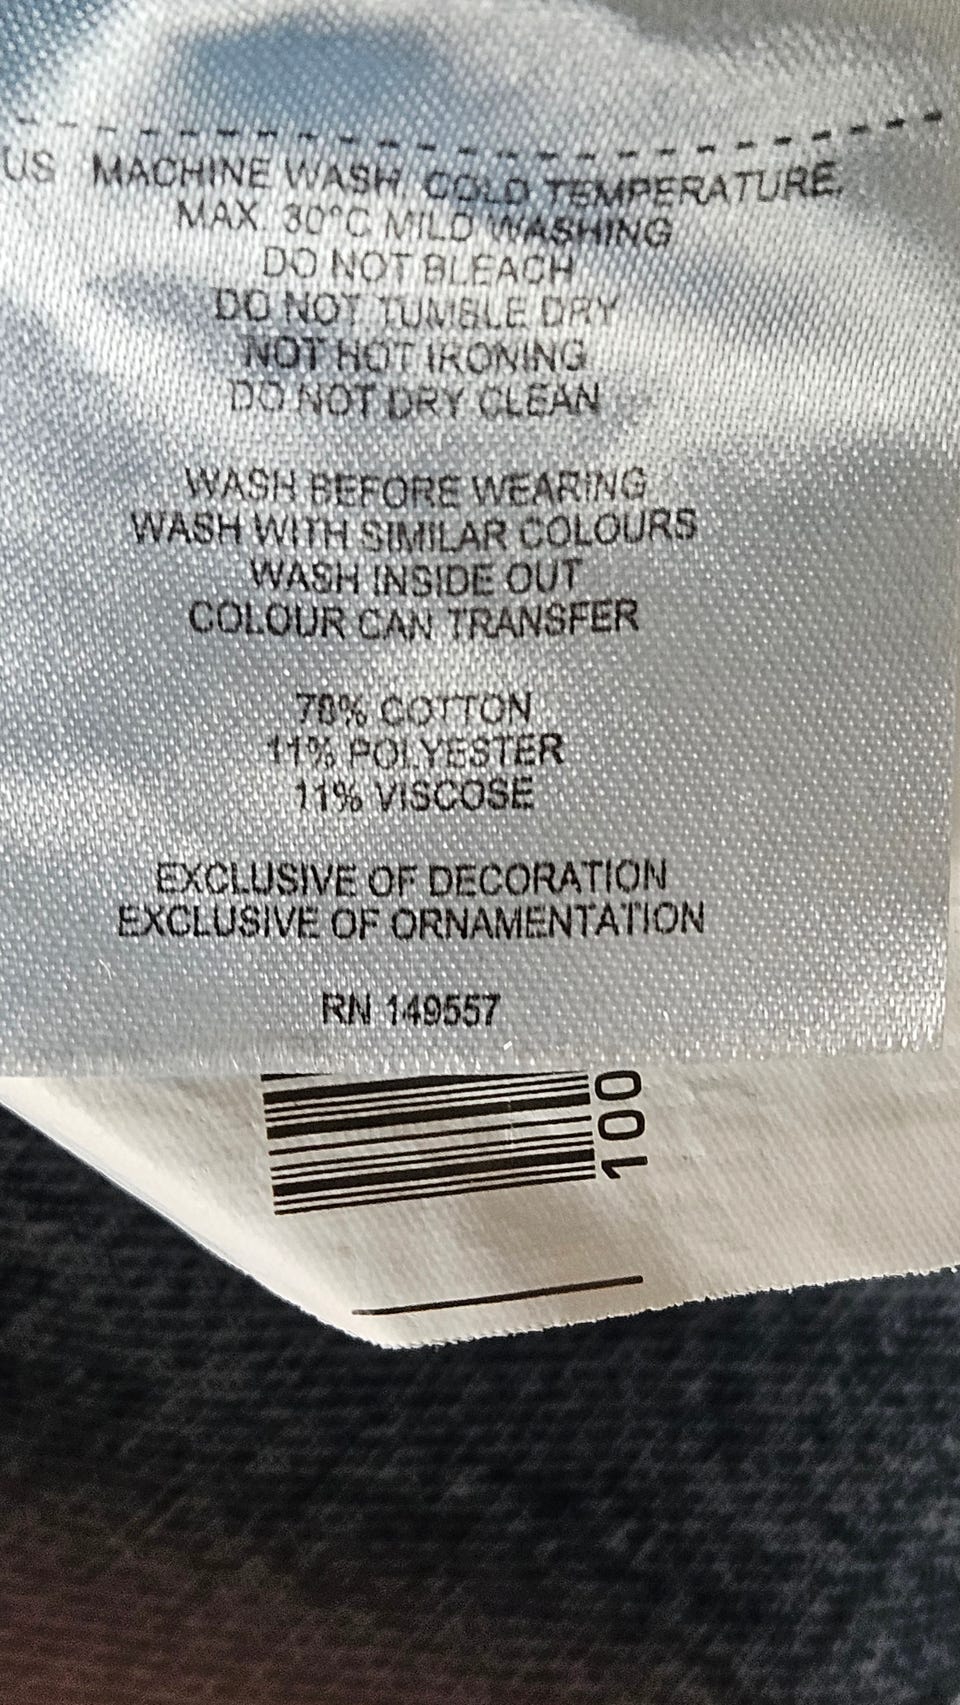 US MACHINE WASH, COLD TEMPERATURE,
MAX. 30°C MILD WASHING
DO NOT BLEACH
DO NOT TUMBLE DRY
NOT HOT IRONING
DO NOT DRY CLEAN
WASH BEFORE WEARING
WASH WITH SIMILAR COLOURS
WASH INSIDE OUT
COLOUR CAN TRANSFER
78% COTTON
11% POLYESTER
11% VISCOSE
EXCLUSIVE OF DECORATION
EXCLUSIVE OF ORNAMENTATION
RN 149557
100